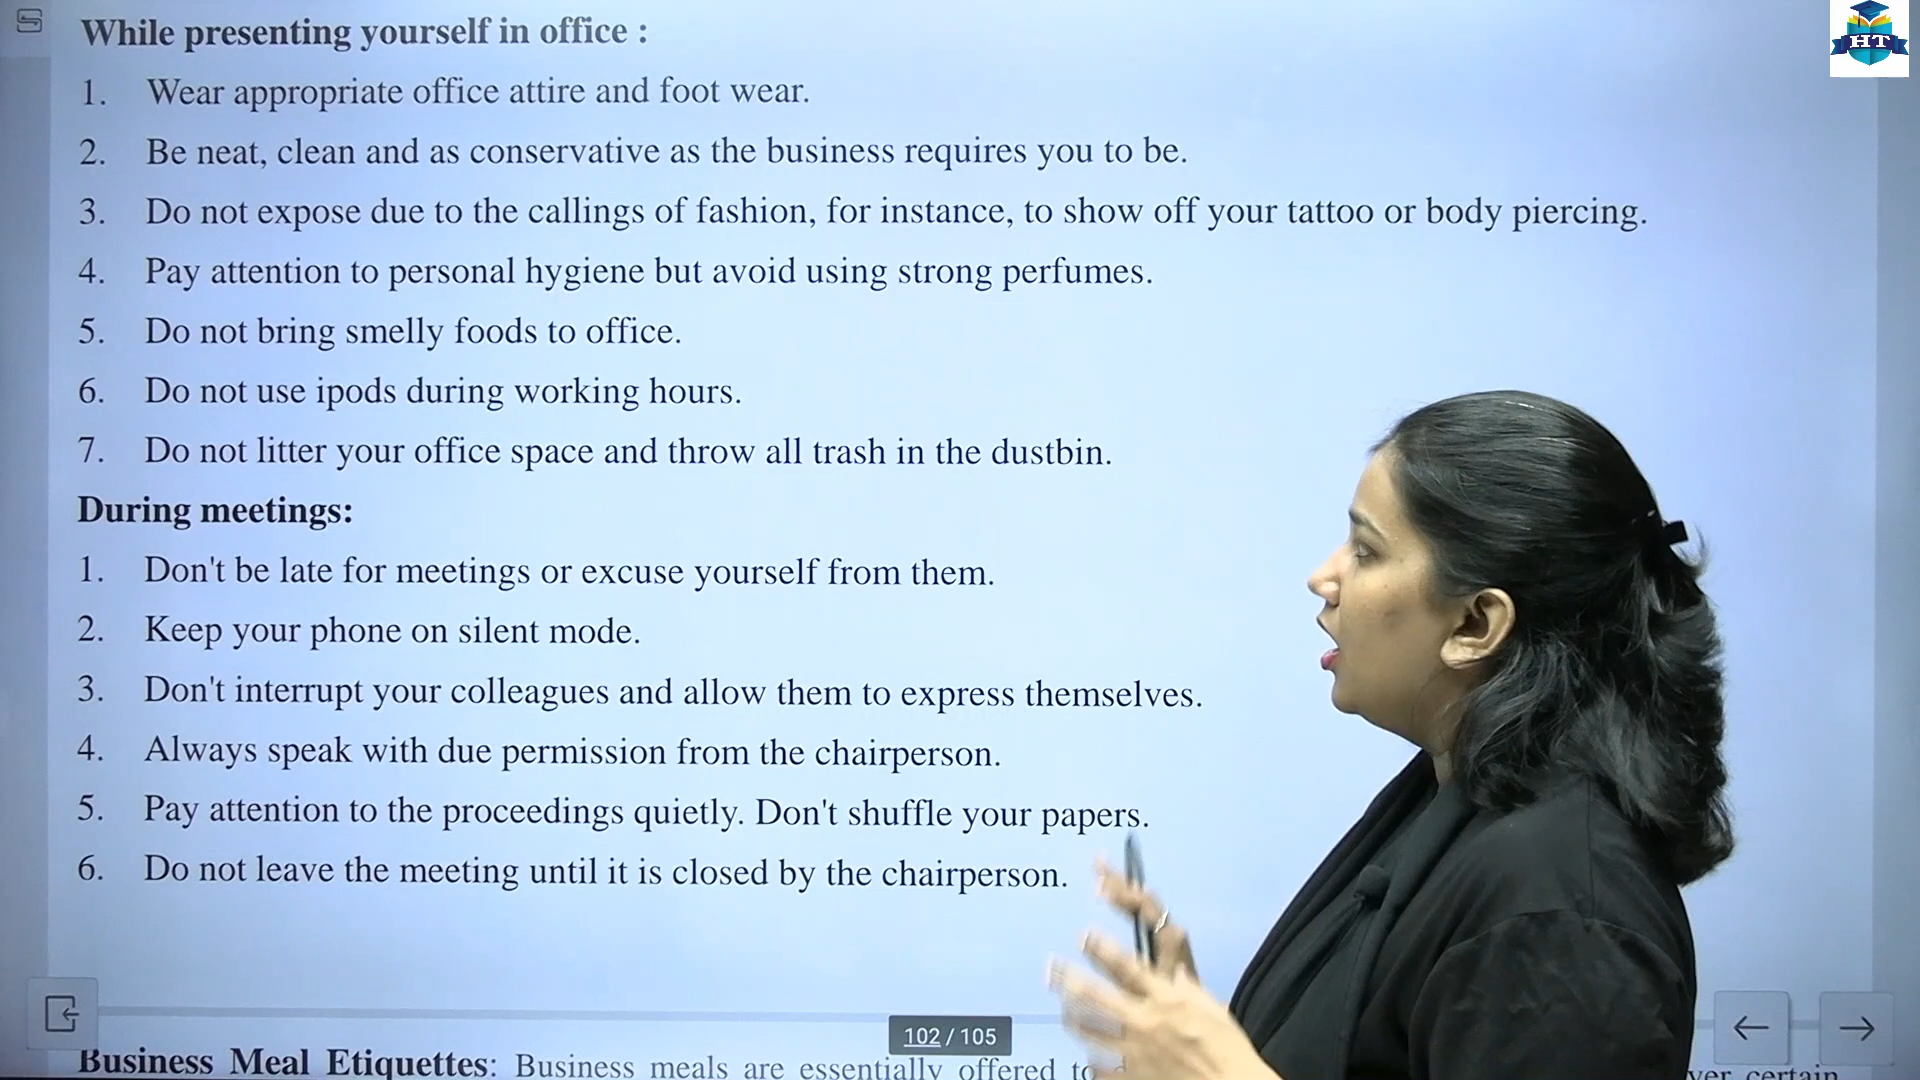 While presenting yourself in office :
1. Wear appropriate office attire and foot wear.
2. Be neat, clean and as conservative as the business requires you to be.
3. Do not expose due to the callings of fashion, for instance, to show off your tattoo or body piercing.
4. Pay attention to personal hygiene but avoid using strong perfumes.
5. Do not bring smelly foods to office.
6. Do not use ipods during working hours.
7. Do not litter your office space and throw all trash in the dustbin.
During meetings:
1. Don't be late for meetings or excuse yourself from them.
2. Keep your phone on silent mode.
3. Don't interrupt your colleagues and allow them to express themselves.
4. Always speak with due permission from the chairperson.
5. Pay attention to the proceedings quietly. Don't shuffle your papers.
6. Do not leave the meeting until it is closed by the chairperson.
102 / 105
Business Meal Etiquettes: Business meals are essentially offered to certain
HT